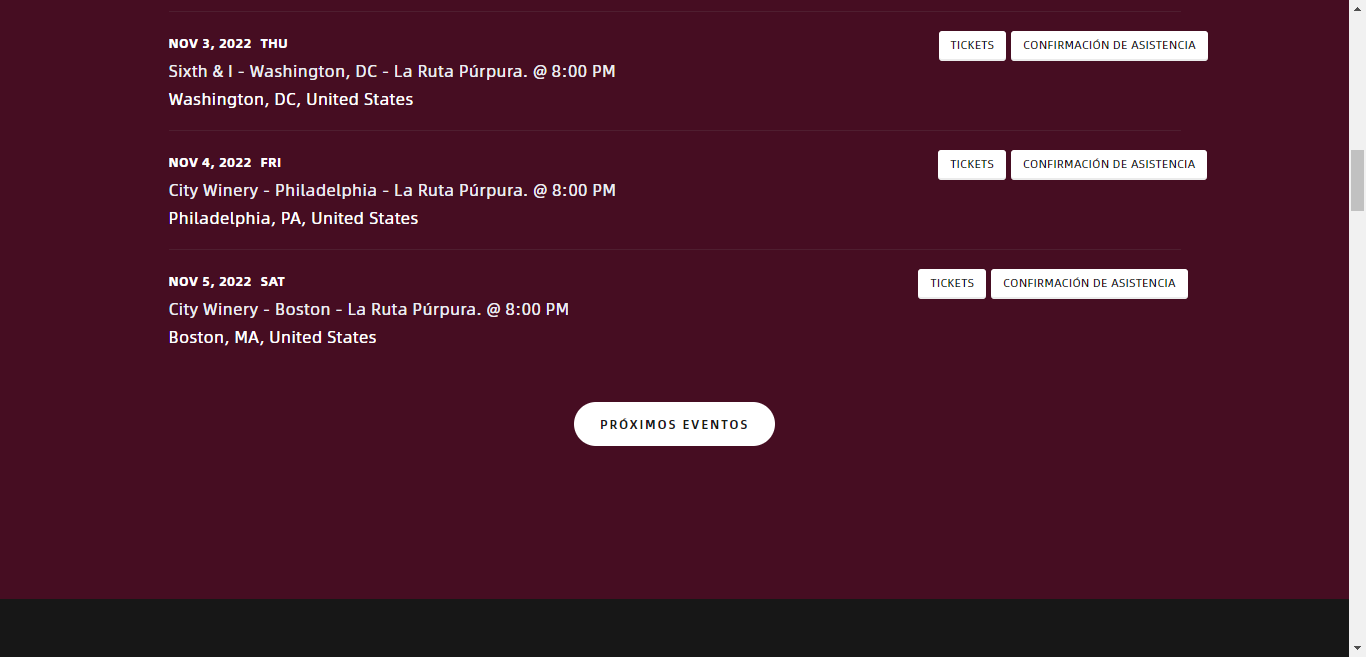 NOV 3, 2022 THU
TICKETS CONFIRMACIÓN DE ASISTENCIA
Sixth & I - Washington, DC - La Ruta Púrpura. @ 8:00 PM
Washington, DC, United States
NOV 4, 2022 FRI
TICKETS CONFIRMACIÓN DE ASISTENCIA
City Winery - Philadelphia - La Ruta Púrpura. @ 8:00 PM
Philadelphia, PA, United States
NOV 5, 2022 SAT
TICKETS CONFIRMACIÓN DE ASISTENCIA
City Winery - Boston - La Ruta Púrpura. @ 8:00 PM
Boston, MA, United States
PRÓXIMOS EVENTOS